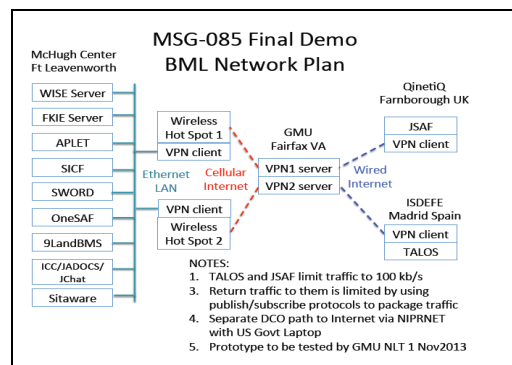 MSG-085 Final Demo
BML Network Plan
McHugh Center
Ft Leavenworth
WISE Server
FKIE Server
APLET
SICF
SWORD
OneSAF
9LandBMS
ICC/JADOCS/
JChat
Sitaware
Ethernet
LAN
Wireless
Hot Spot 1
VPN client
Cellular
Internet
VPN client
Wireless
Hot Spot 2
GMU
Fairfax VA
VPN1 server
VPN2 server
Wired
Internet
QinetiQ
Farnborough UK
JSAF
VPN client
ISDEFE
Madrid Spain
VPN client
TALOS
NOTES:
1. TALOS and JSAF limit traffic to 100 kb/s
3. Return traffic to them is limited by using
publish/subscribe protocols to package traffic
4. Separate DCO path to Internet via NIPRNET
with US Govt Laptop
5. Prototype to be tested by GMU NLT 1 Nov2013